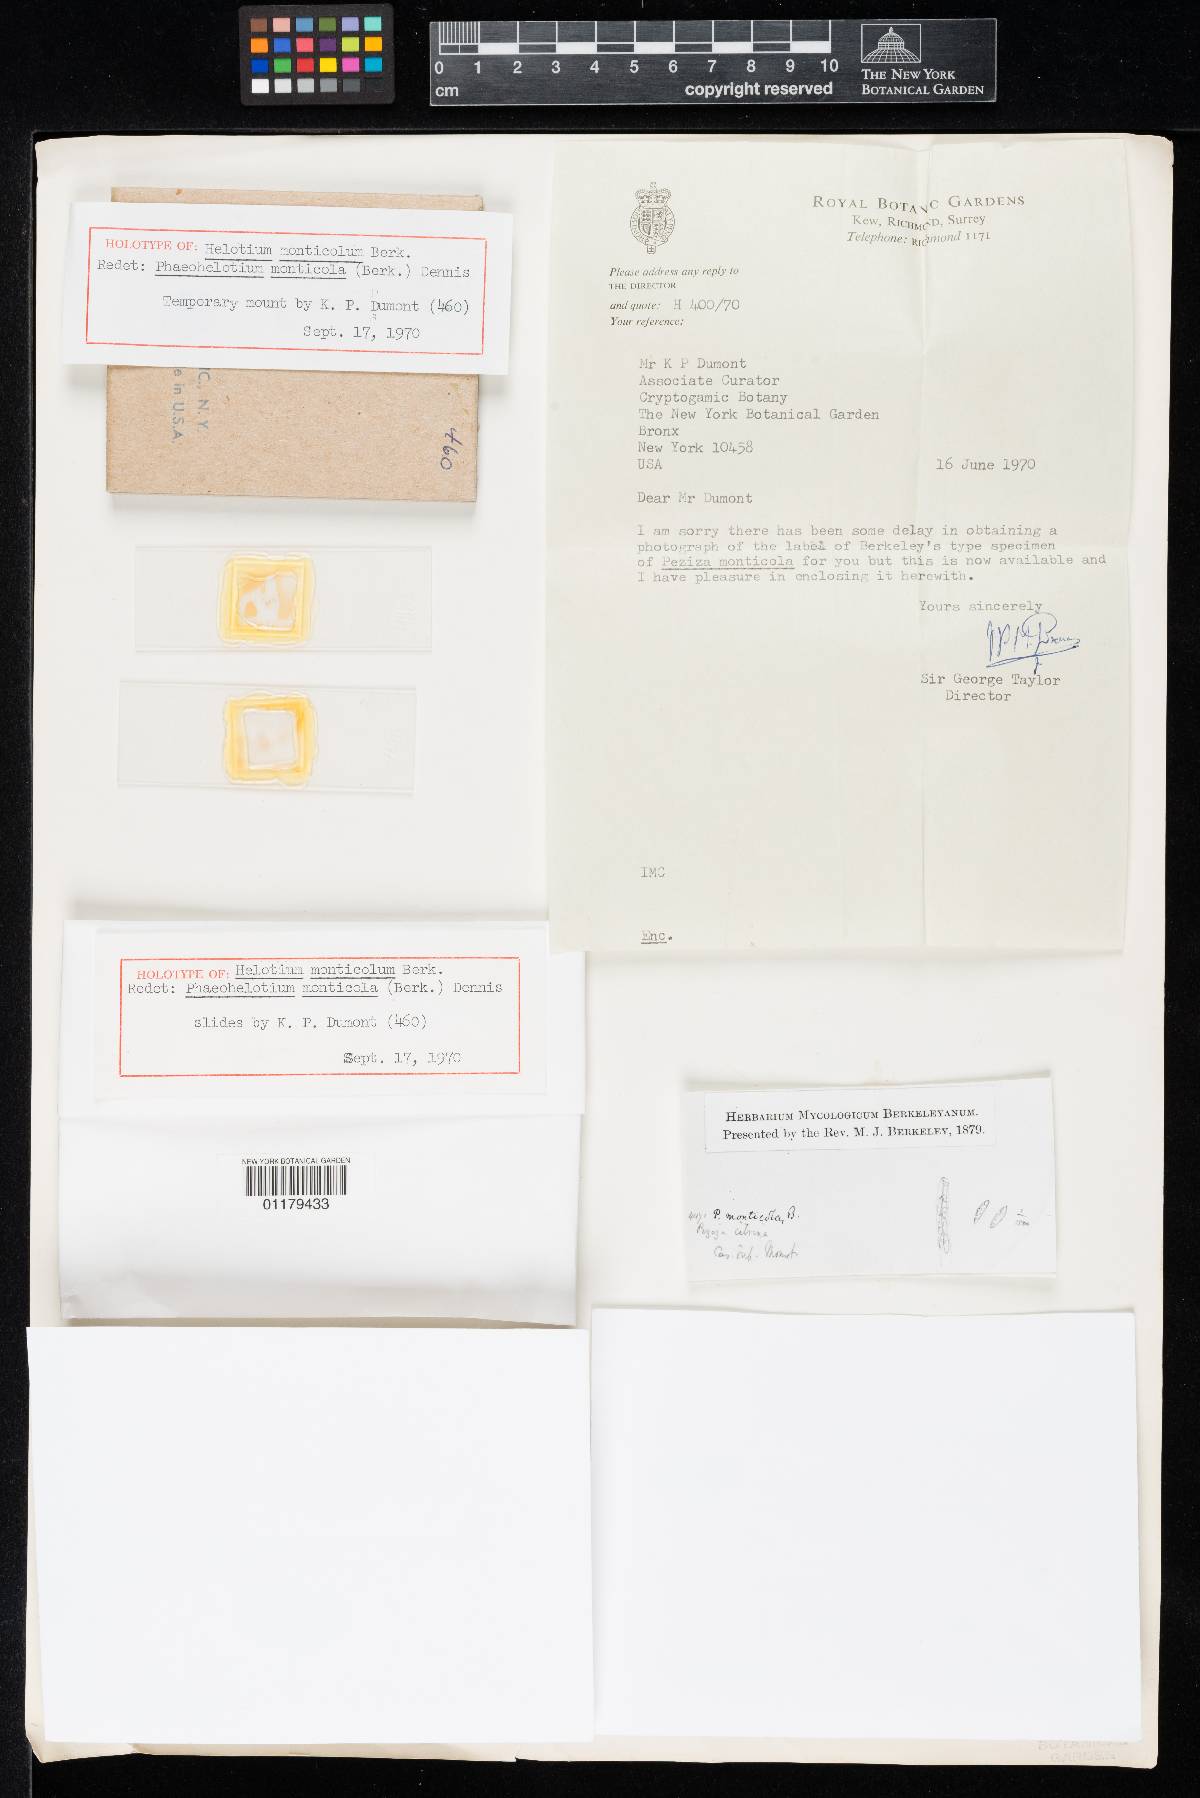 0 1 2 3 4 5 6 7 8 9 10
cm
copyright reserved
THE NEW YORK
BOTANICAL GARDEN
HOLOTYPE OF: Helotium monticolum Berk.
Redet: Phaeohelotium monticola (Berk.) Dennis
Temporary mount by K. P. Dumont (460)
Sept. 17, 1970
C., N. Y.
e in U.S.A.
460
ROYAL BOTANIC GARDENS
Kew, RICHMOND, Surrey
Telephone: Richmond 1171
Please address any reply to
THE DIRECTOR
and quote: H 400/70
Your reference:
Mr K P Dumont
Associate Curator
Cryptogamic Botany
The New York Botanical Garden
Bronx
New York 10458
USA
16 June 1970
Dear Mr Dumont
I am sorry there has been some delay in obtaining a
photograph of the label of Berkeley's type specimen
of Peziza monticola for you but this is now available and
I have pleasure in enclosing it herewith.
Yours sincerely
Sir George Taylor
Director
IMC
Enc.
HOLOTYPE OF: Helotium monticolum Berk.
Redet: Phaeohelotium monticola (Berk.) Dennis
slides by K. P. Dumont (460)
Sept. 17, 1970
NEW YORK BOTANICAL GARDEN
01179433
HERBARIUM MYCOLOGICUM BERKELEYANUM.
Presented by the Rev. M. J. BERKELEY, 1879.
P. monticola, B.
Peziza citrina
BOTANICAL
GARDEN